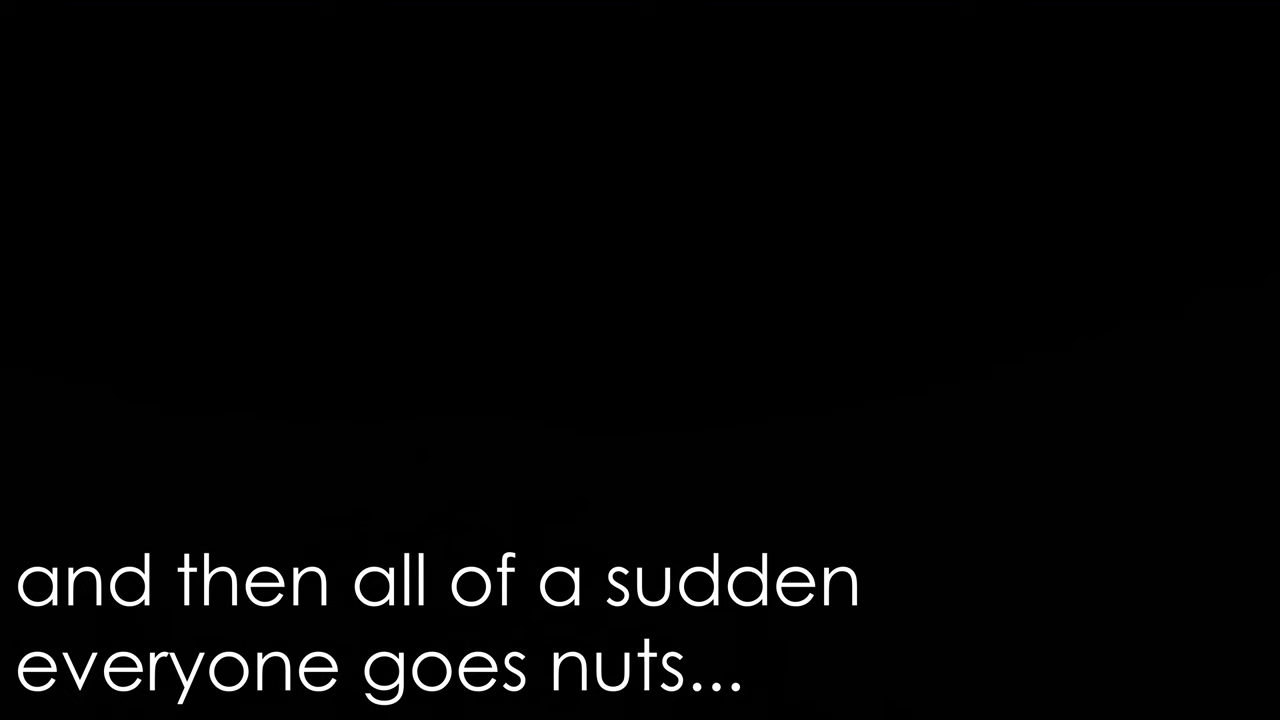 and then all of a sudden
everyone goes nuts...